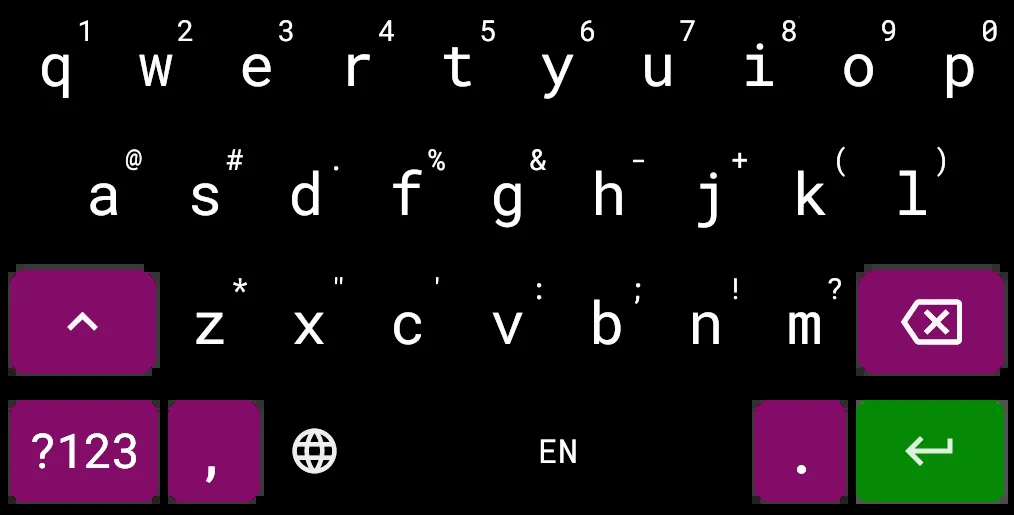 1 2 3 4 5 6 7 8 9 0
q w e r t y u i o p
@ # . % & - + ( )
a s d f g h j k l
* " ' : ; ! ?
z x c v b n m
?123 , EN .